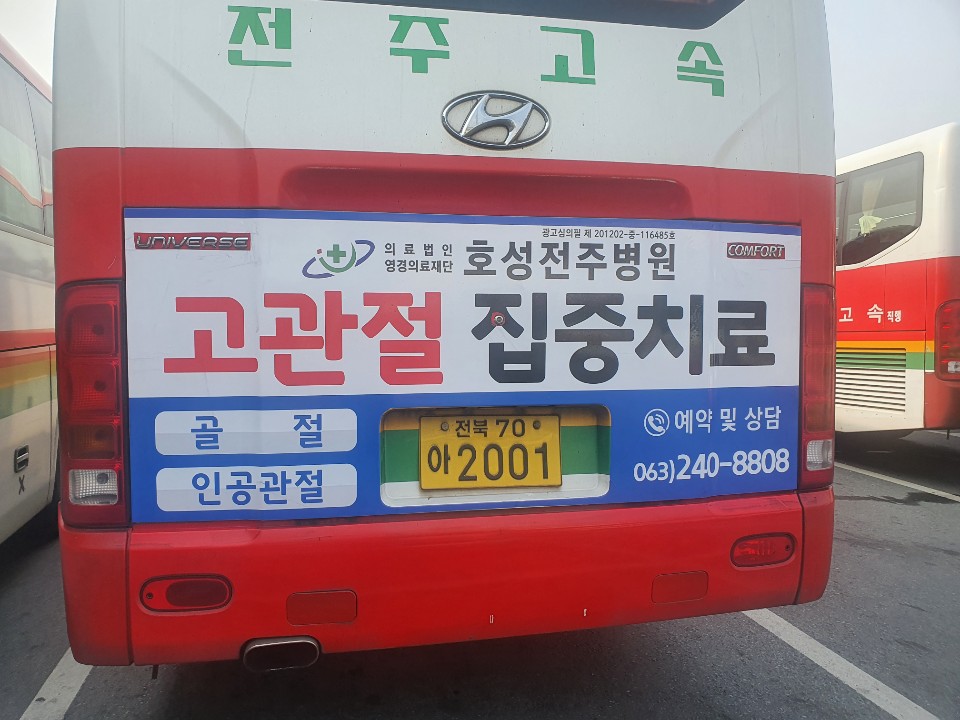 전주고속
UNIVERSE
광고심의필 제 201202-중-116485호
COMFORT
의료법인
영경의료재단
호성전주병원
고관절 집중치료
골절
인공관절
전북 70
아 2001
예약 및 상담
063)240-8808
고속 직행